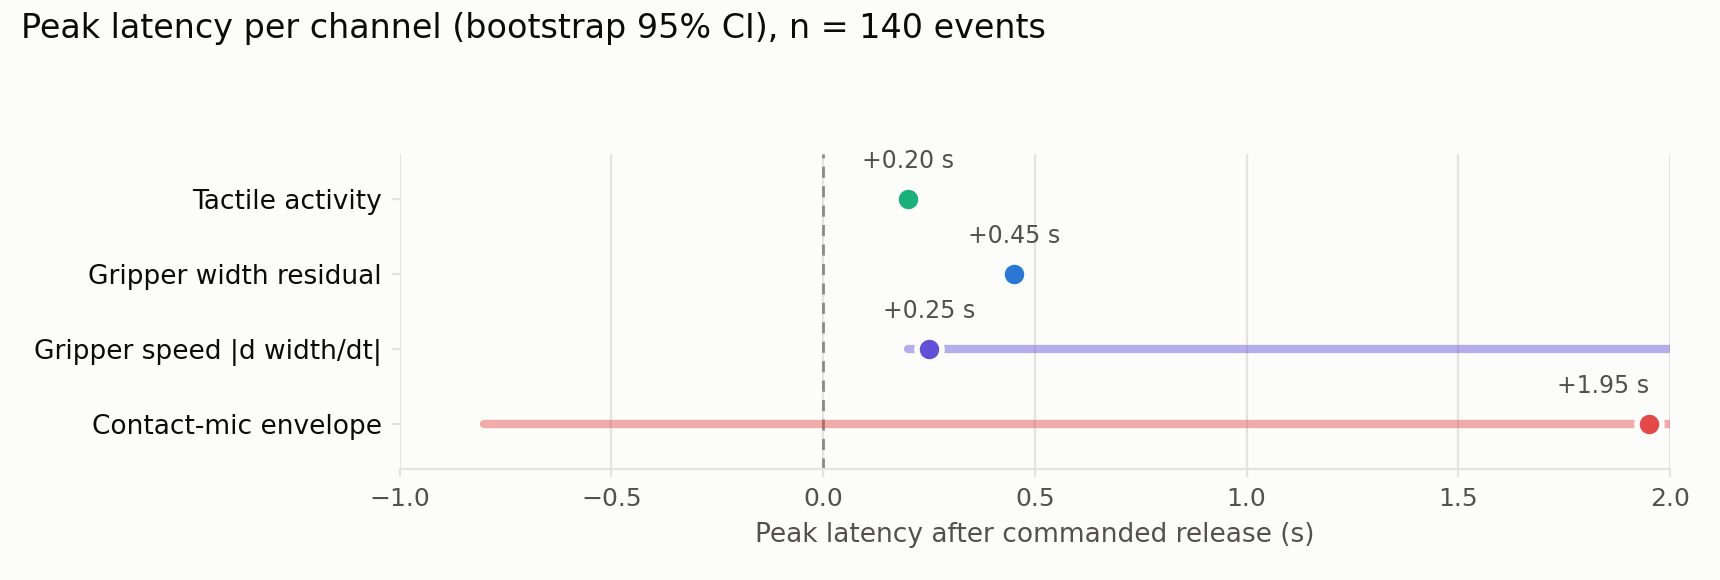 Peak latency per channel (bootstrap 95% CI), n = 140 events
+0.20 s
Tactile activity
+0.45 s
Gripper width residual
+0.25 s
Gripper speed |d width/dt|
+1.95 s
Contact-mic envelope
−1.0 −0.5 0.0 0.5 1.0 1.5 2.0
Peak latency after commanded release (s)